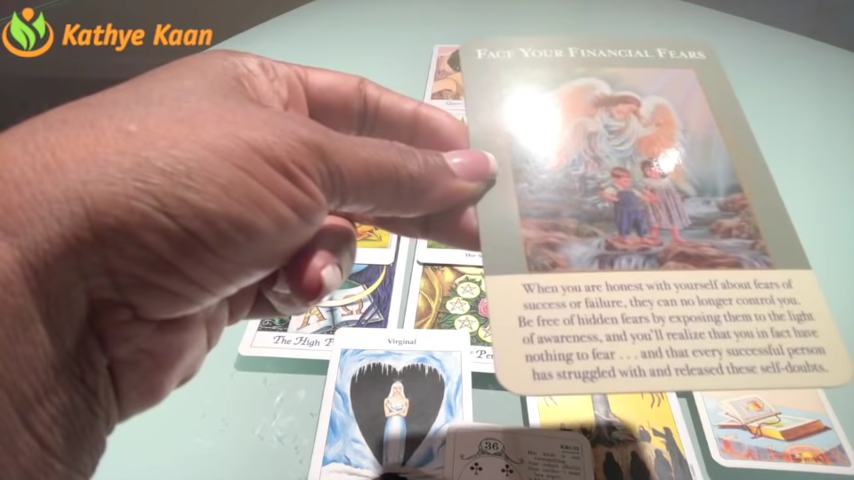 Kathye Kaan
FACE YOUR FINANCIAL FEARS
When you are honest with yourself about fears of
success or failure, they can no longer control you.
Be free of hidden fears by exposing them to the light
of awareness, and you'll realize that you in fact have
nothing to fear . . . and that every successful person
has struggled with and released these self-doubts.
The High P
Virginal
36